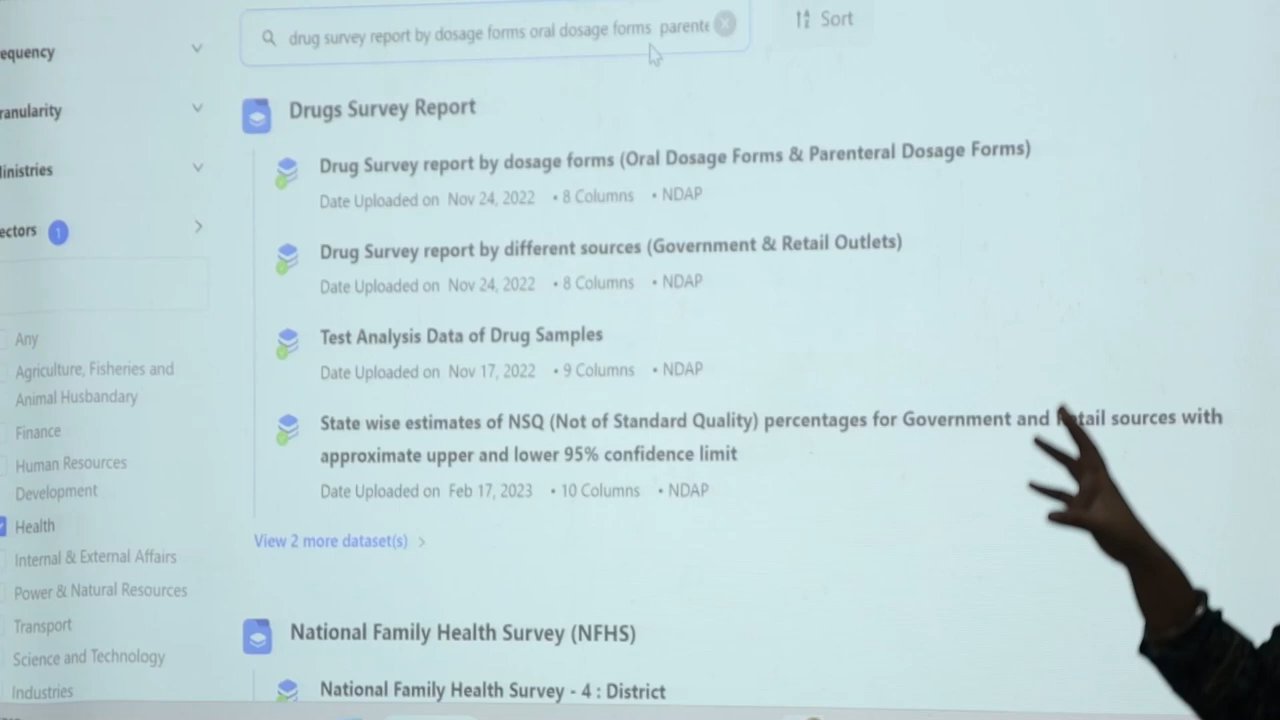 drug survey report by dosage forms oral dosage forms parente
Sort
equency
ranularity
linistries
ectors 1
Any
Agriculture, Fisheries and
Animal Husbandary
Finance
Human Resources
Development
Health
Internal & External Affairs
Power & Natural Resources
Transport
Science and Technology
Industries
Drugs Survey Report
Drug Survey report by dosage forms (Oral Dosage Forms & Parenteral Dosage Forms)
Date Uploaded on Nov 24, 2022 • 8 Columns • NDAP
Drug Survey report by different sources (Government & Retail Outlets)
Date Uploaded on Nov 24, 2022 • 8 Columns • NDAP
Test Analysis Data of Drug Samples
Date Uploaded on Nov 17, 2022 • 9 Columns • NDAP
State wise estimates of NSQ (Not of Standard Quality) percentages for Government and Retail sources with
approximate upper and lower 95% confidence limit
Date Uploaded on Feb 17, 2023 • 10 Columns • NDAP
View 2 more dataset(s) >
National Family Health Survey (NFHS)
National Family Health Survey - 4 : District